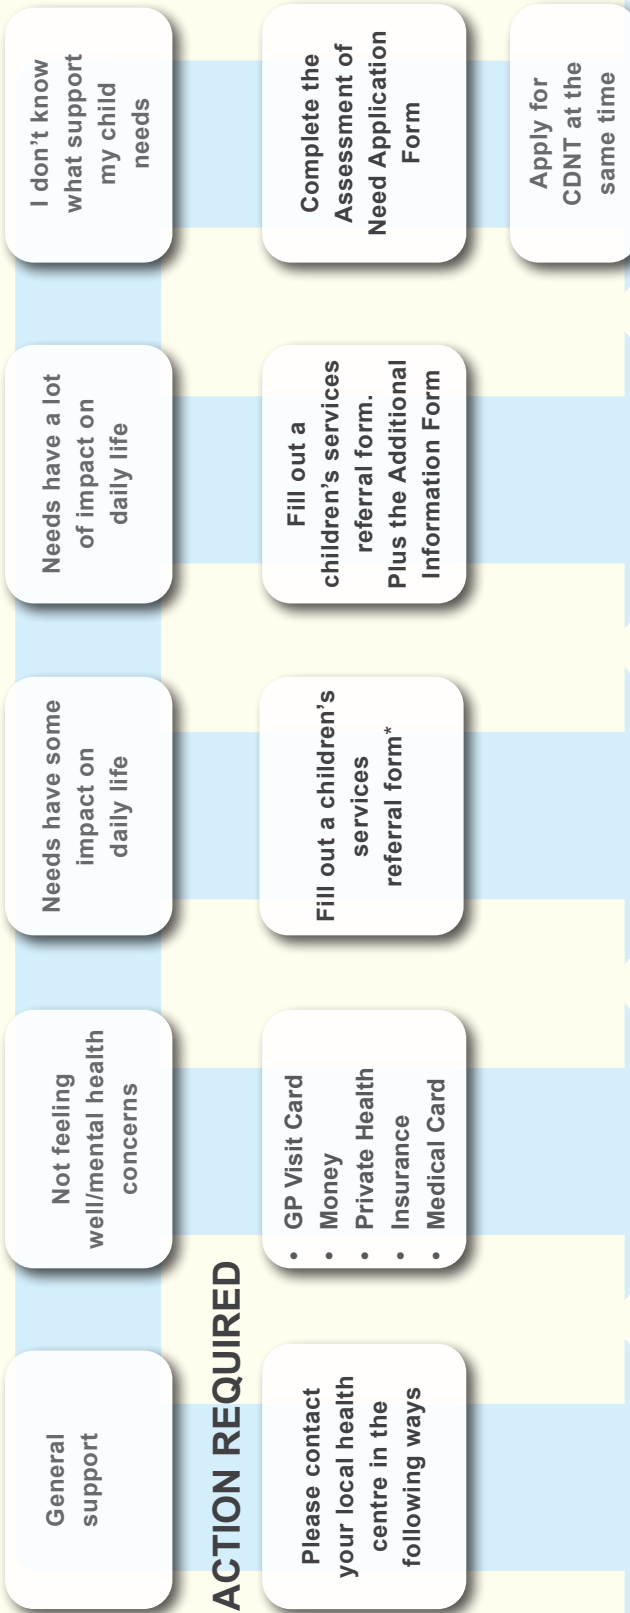 General
support
Not feeling
well/mental health
concerns
Needs have some
impact on
daily life
Needs have a lot
of impact on
daily life
I don't know
what support
my child
needs
ACTION REQUIRED
Please contact
your local health
centre in the
following ways
• GP Visit Card
• Money
• Private Health
• Insurance
• Medical Card
Fill out a children's
services
referral form*
Fill out a
children's services
referral form.
Plus the Additional
Information Form
Complete the
Assessment of
Need Application
Form
Apply for
CDNT at the
same time